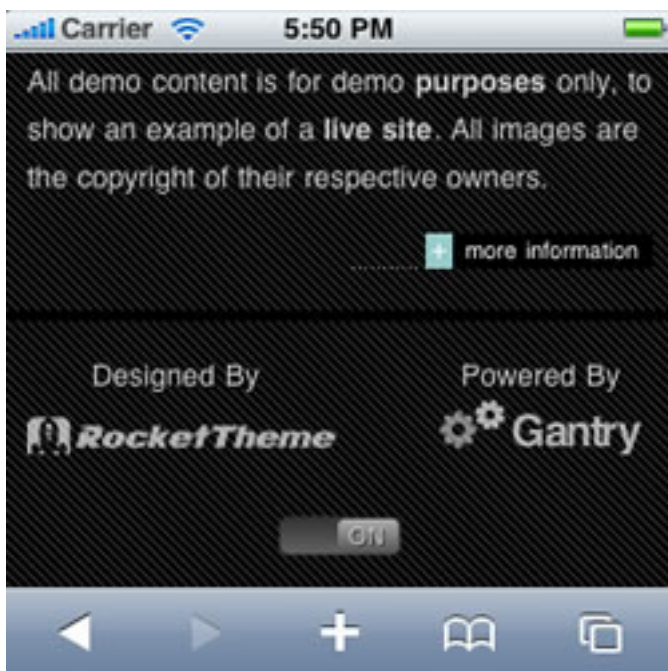 Carrier 5:50 PM
All demo content is for demo purposes only, to
show an example of a live site. All images are
the copyright of their respective owners.
+ more information
Designed By Powered By
RocketTheme Gantry
ON